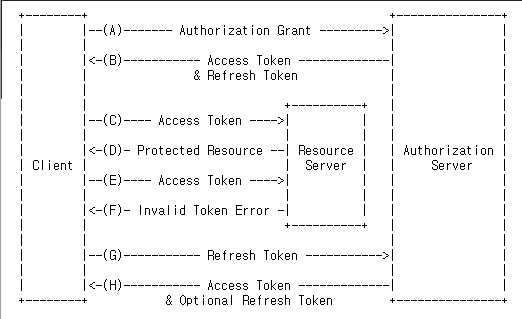 +--------+                                           +---------------+
|        |--(A)------- Authorization Grant --------->|               |
|        |                                           |               |
|        |<-(B)----------- Access Token -------------|               |
|        |               & Refresh Token             |               |
|        |                                           |               |
|        |                            +----------+   |               |
|        |--(C)---- Access Token ---->|          |   |               |
|        |                            |          |   |               |
|        |<-(D)- Protected Resource --| Resource |   | Authorization |
| Client |                            |  Server  |   |     Server    |
|        |--(E)---- Access Token ---->|          |   |               |
|        |                            |          |   |               |
|        |<-(F)- Invalid Token Error -|          |   |               |
|        |                            +----------+   |               |
|        |                                           |               |
|        |--(G)----------- Refresh Token ----------->|               |
|        |                                           |               |
|        |<-(H)----------- Access Token -------------|               |
+--------+           & Optional Refresh Token        +---------------+